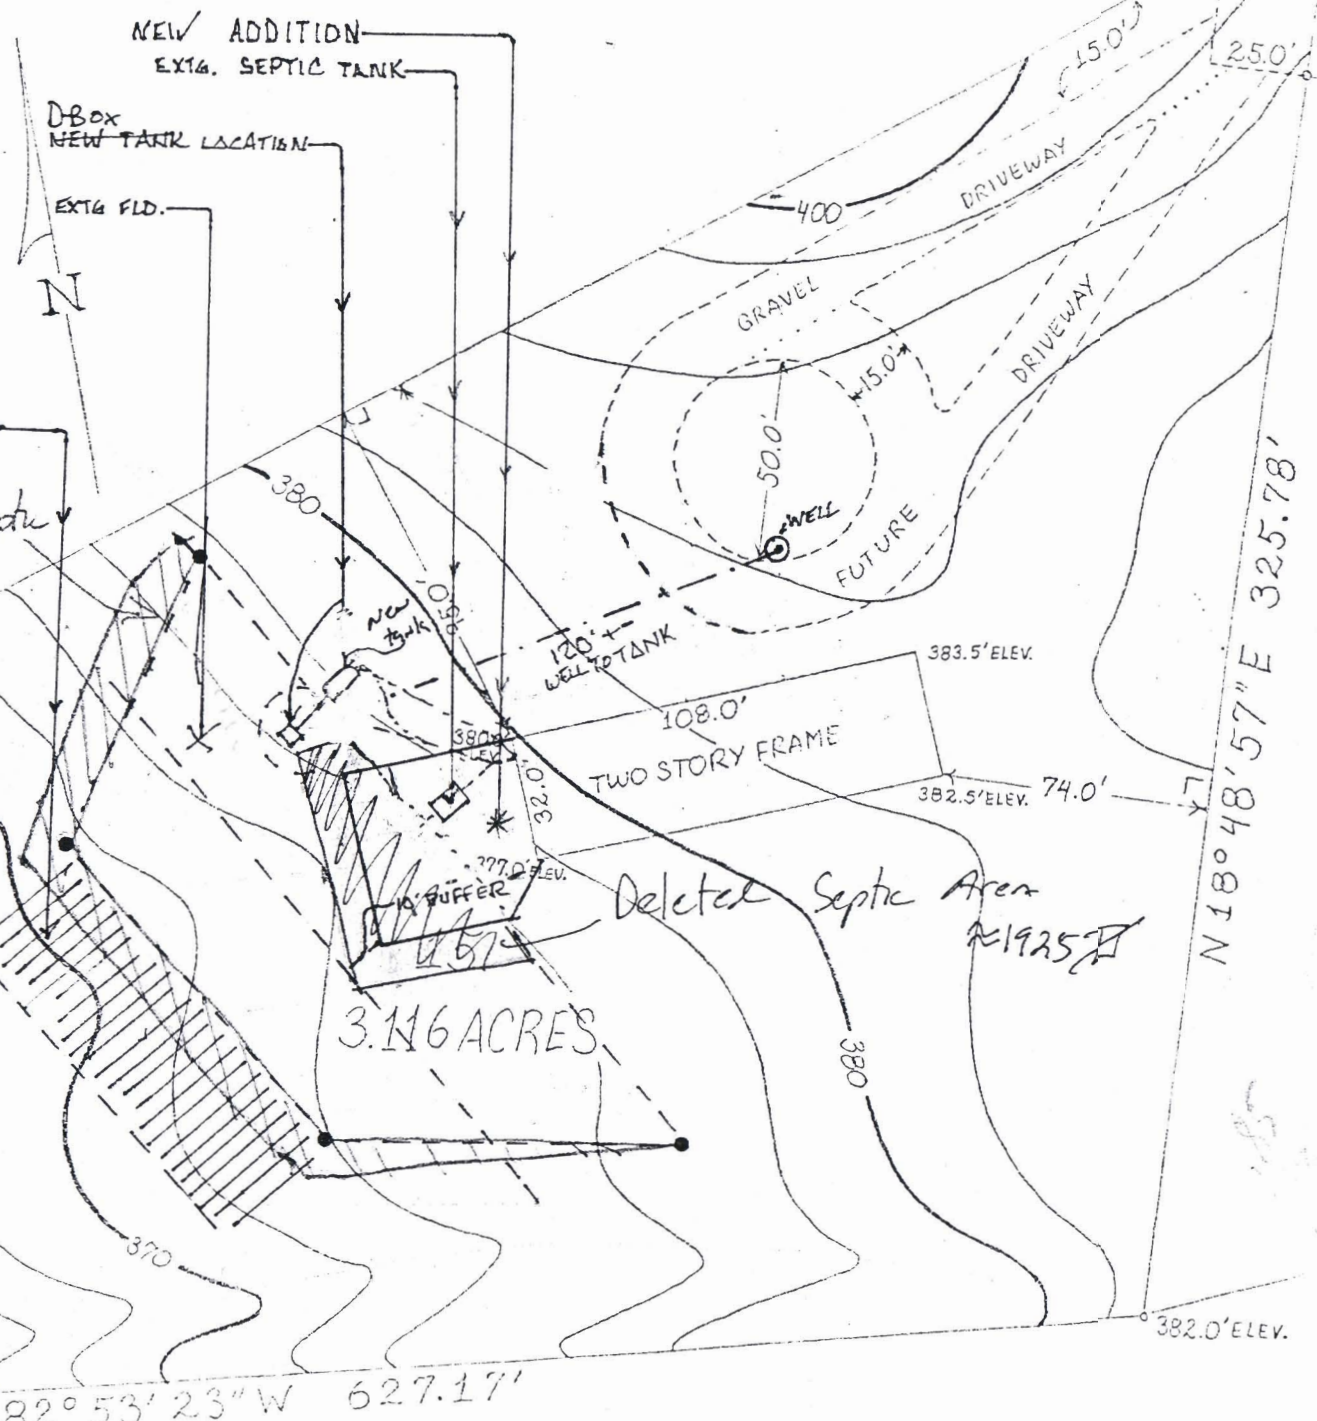 NEW ADDITION
EXTG. SEPTIC TANK
D-BOX
NEW TANK LOCATION
EXTG FLD.
N
15.0'
25.0'
DRIVEWAY
400
GRAVEL
DRIVEWAY
15.0'
50.0'
WELL
FUTURE
380
NEW
tank
120'±
WELL TO TANK
383.5' ELEV.
108.0'
TWO STORY FRAME
380
ELEV.
32.0'
382.5' ELEV.
74.0'
N 18° 48' 57" E 325.78'
377.0' ELEV.
10' BUFFER
Deleted Septic Area
≈1925
3.116 ACRES
380
370
382.0' ELEV.
82° 53' 23" W 627.17'